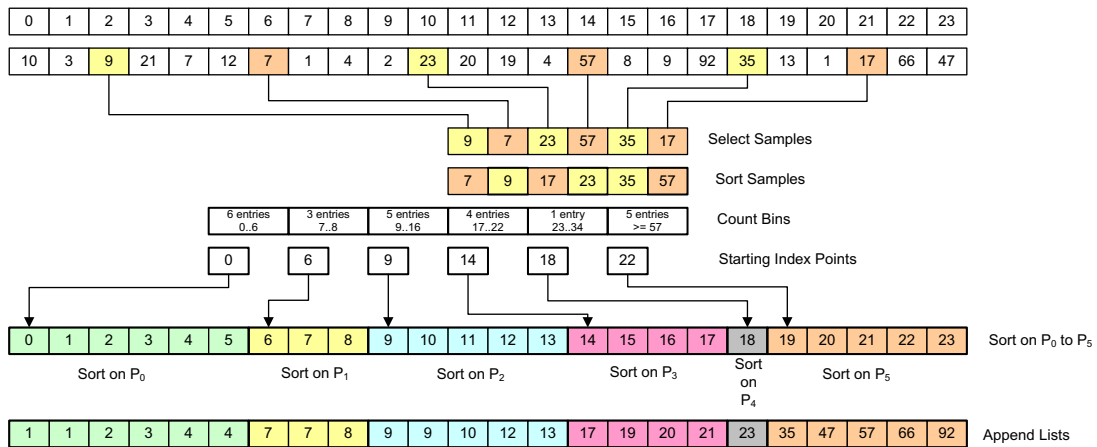 0 1 2 3 4 5 6 7 8 9 10 11 12 13 14 15 16 17 18 19 20 21 22 23
10 3 9 21 7 12 7 1 4 2 23 20 19 4 57 8 9 92 35 13 1 17 66 47
9 7 23 57 35 17 Select Samples
7 9 17 23 35 57 Sort Samples
6 entries 3 entries 5 entries 4 entries 1 entry 5 entries Count Bins
0..6 7..8 9..16 17..22 23..34 >= 57
0 6 9 14 18 22 Starting Index Points
0 1 2 3 4 5 6 7 8 9 10 11 12 13 14 15 16 17 18 19 20 21 22 23 Sort on P0 to P5
Sort on P0 Sort on P1 Sort on P2 Sort on P3 Sort on P4 Sort on P5
1 1 2 3 4 4 7 7 8 9 9 10 12 13 17 19 20 21 23 35 47 57 66 92 Append Lists